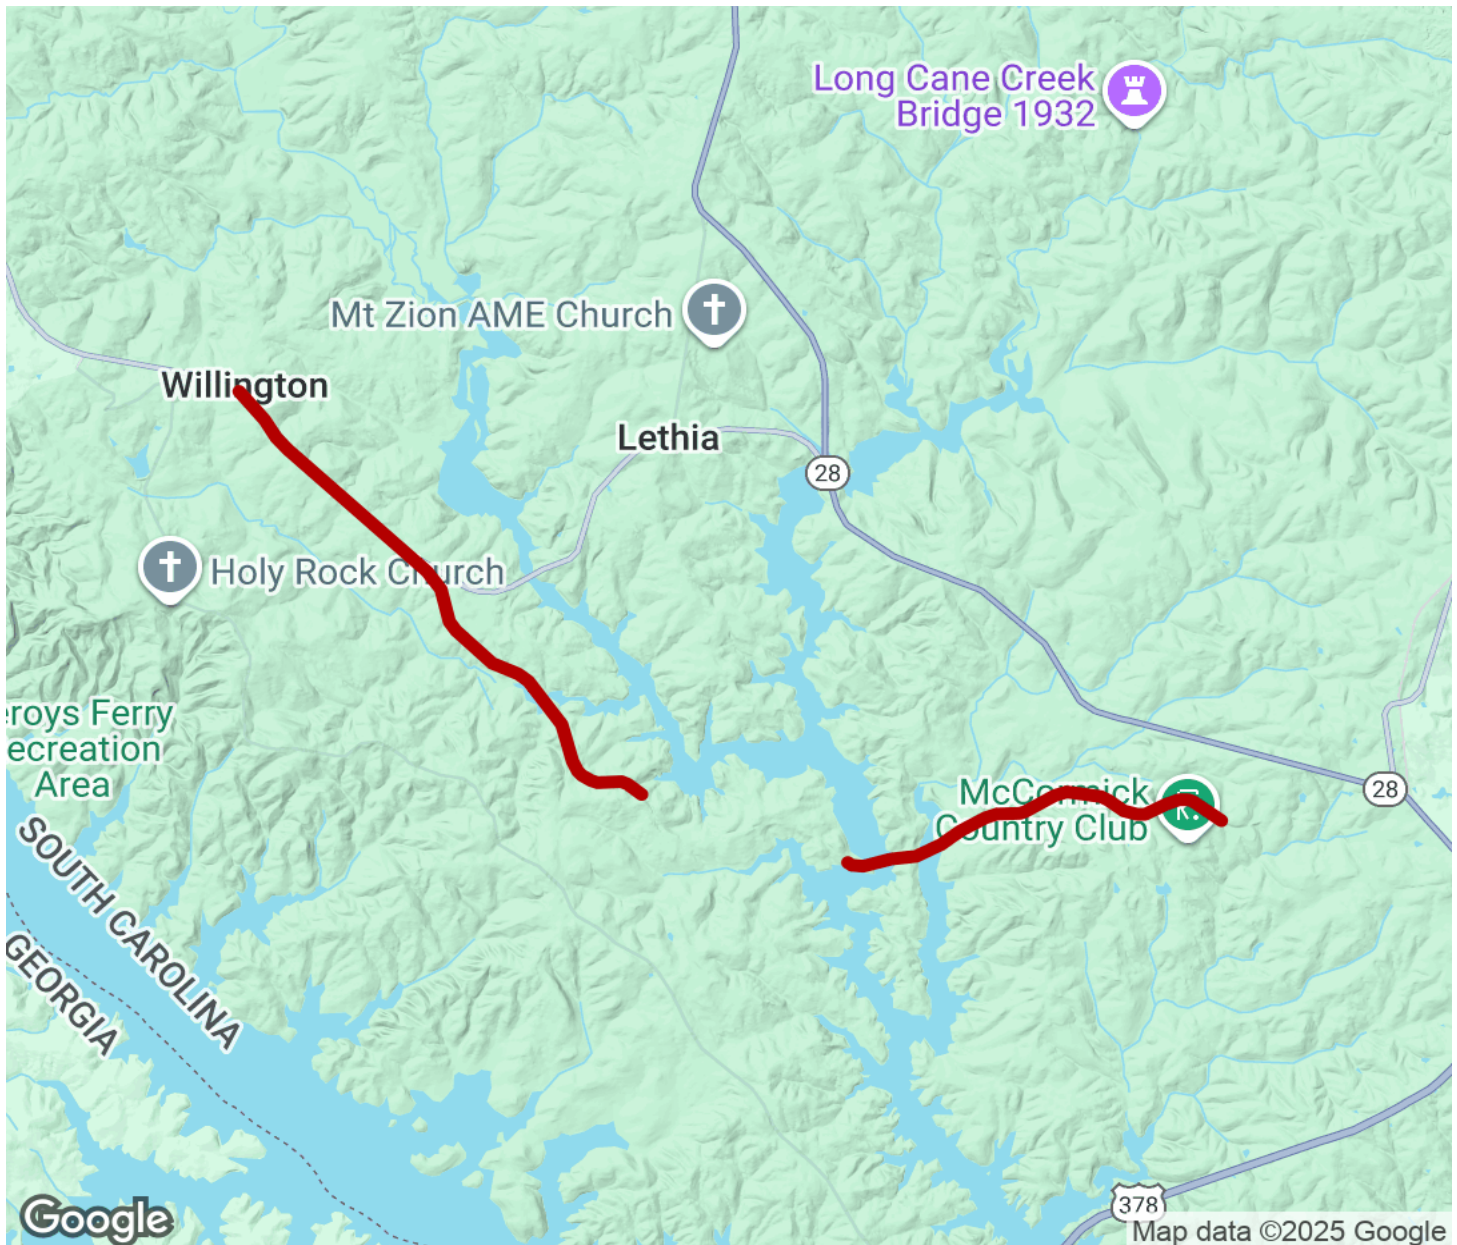 Long Cane Creek
Bridge 1932
Mt Zion AME Church
Willington
Lethia
28
Holy Rock Church
eroys Ferry
ecreation
Area
McCormick
Country Club
28
SOUTH CAROLINA
GEORGIA
378
Google
Map data ©2025 Google